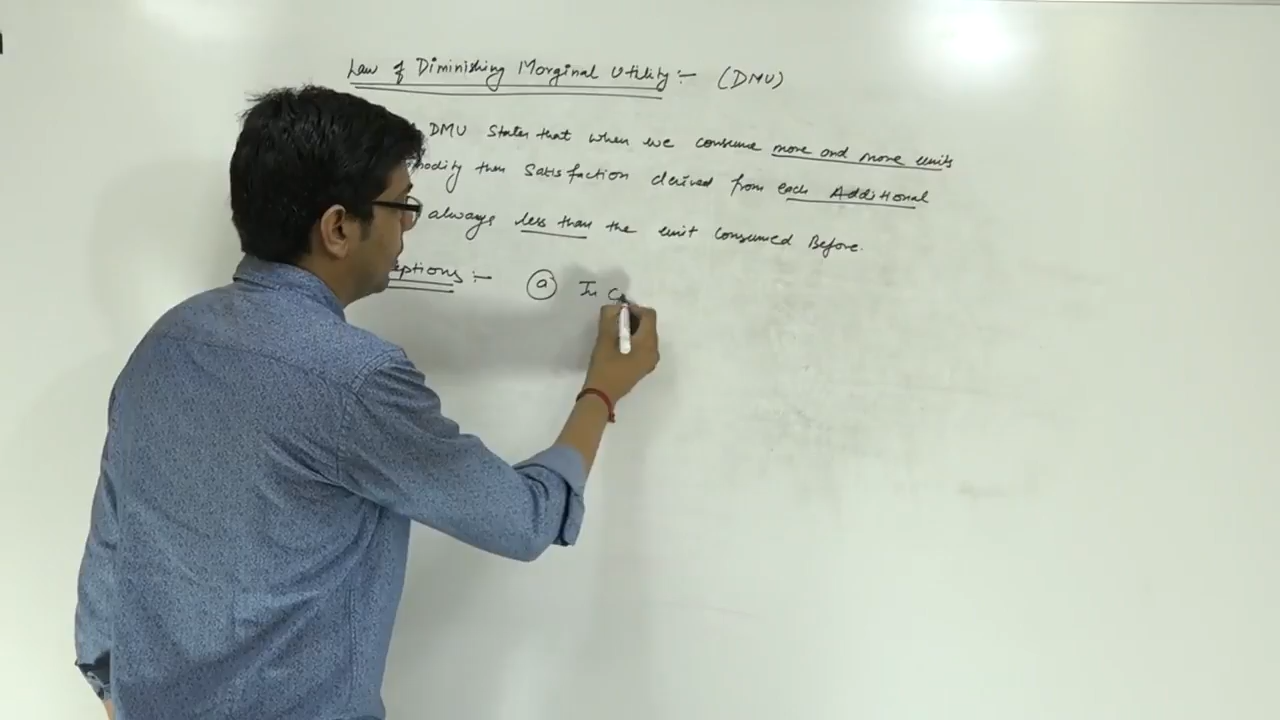 Law of Diminishing Marginal Utility :- (DMU)
DMU States that when we consume more and more units
modity then Satisfaction derived from each Additional
always less than the unit Consumed Before.
eptions :- (a) In c